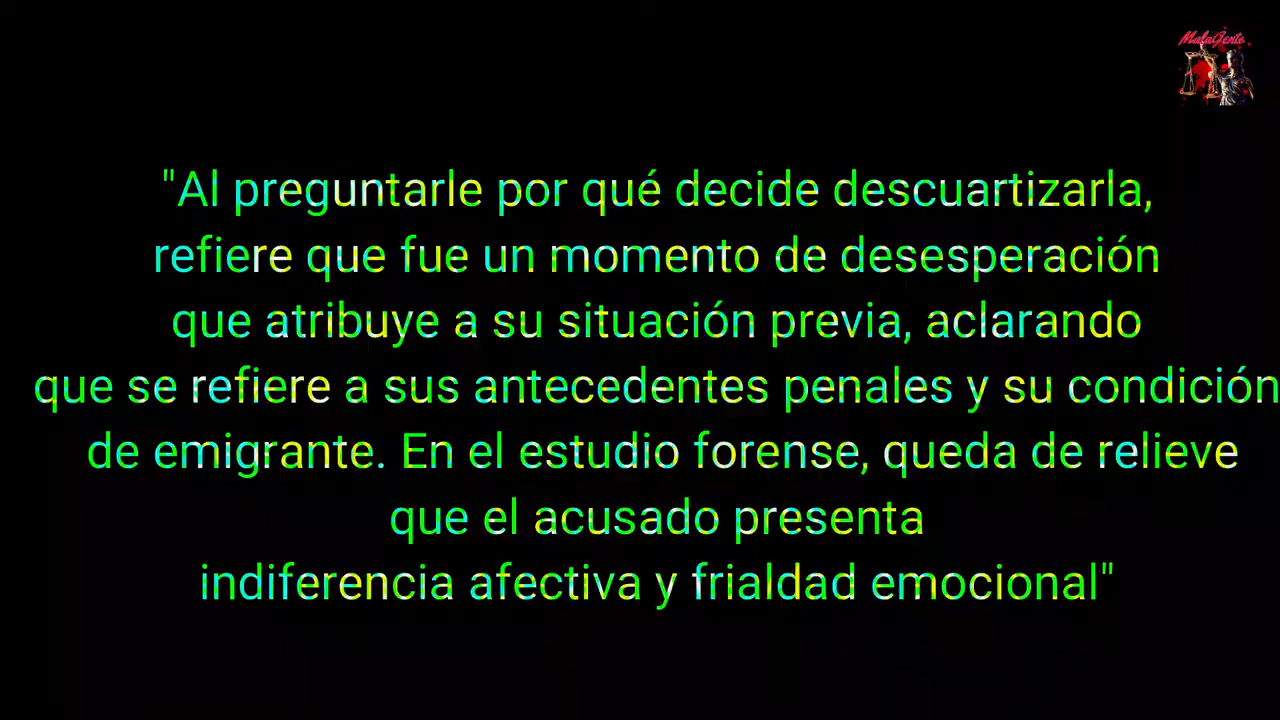 MalaGente
"Al preguntarle por qué decide descuartizarla,
refiere que fue un momento de desesperación
que atribuye a su situación previa, aclarando
que se refiere a sus antecedentes penales y su condición
de emigrante. En el estudio forense, queda de relieve
que el acusado presenta
indiferencia afectiva y frialdad emocional"